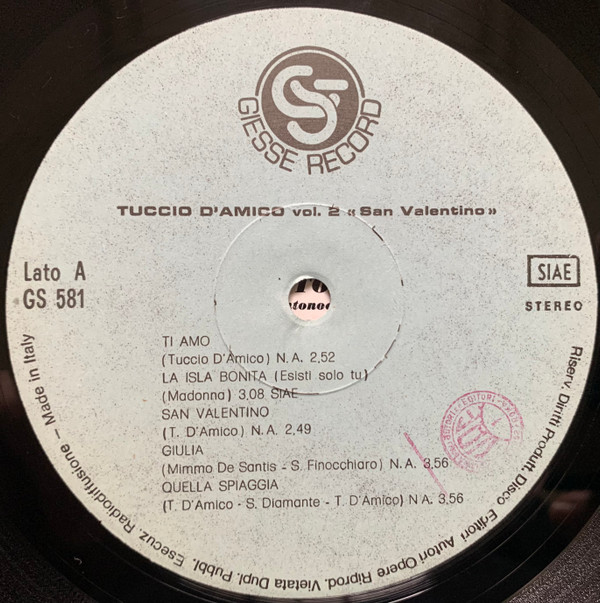 GS
GIESSE RECORD
TUCCIO D'AMICO vol. 2 «San Valentino»
Lato A
GS 581
SIAE
STEREO
TI AMO
(Tuccio D'Amico) N.A. 2,52
LA ISLA BONITA (Esisti solo tu)
(Madonna) 3,08 SIAE
SAN VALENTINO
(T. D'Amico) N.A. 2,49
GIULIA
(Mimmo De Santis - S. Finocchiaro) N.A. 3,56
QUELLA SPIAGGIA
(T. D'Amico - S. Diamante - T. D'Amico) N A. 3,56
Riserv. Diritti Produtt. Disco Editori Autori Opere Riprod. Vietata Dupl. Pubbl. Esecuz. Radiodiffusione – Made in Italy